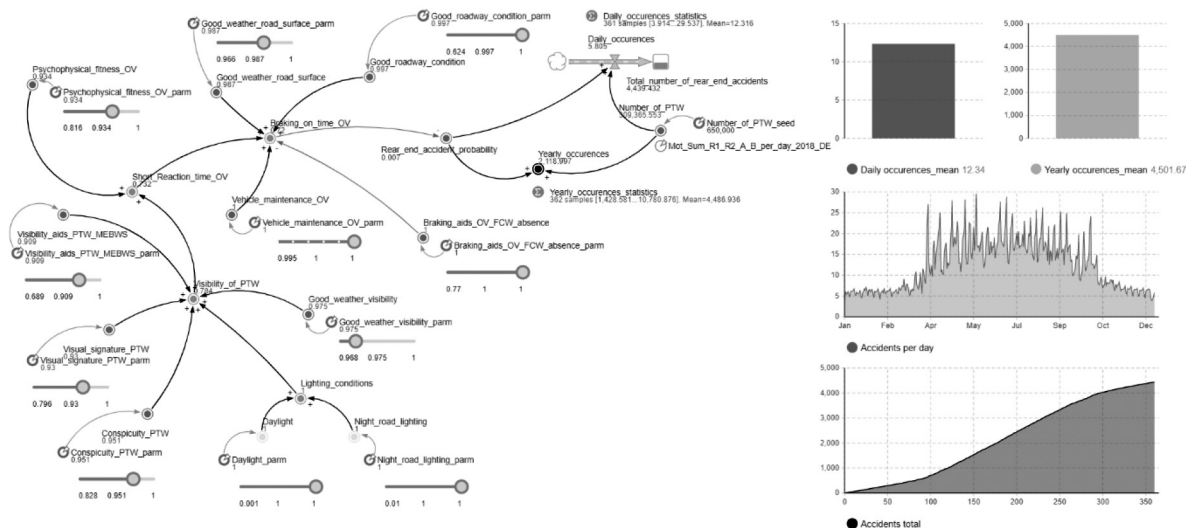 Good_weather_road_surface_parm
0.987
0.966 0.987 1
Good_weather_road_surface
0.987
Good_roadway_condition_parm
0.997
0.624 0.997 1
Good_roadway_condition
0.997
Daily_occurences_statistics
361 samples [3.914...29.537]. Mean=12.316
Daily_occurences
5.805
Total_number_of_rear_end_accidents
4,439.432
Number_of_PTW
Number_of_PTW_seed
650,000
Mot_Sum_R1_R2_A_B_per_day_2018_DE
Psychophysical_fitness_OV
0.934
Psychophysical_fitness_OV_parm
0.934
0.816 0.934 1
Braking_on_time_OV
Rear_end_accident_probability
0.007
Yearly_occurences
2,118.997
Yearly_occurences_statistics
362 samples [1,428.581...10,780.876]. Mean=4,486.936
Short_Reaction_time_OV
0.732
Vehicle_maintenance_OV
1
Vehicle_maintenance_OV_parm
1
0.995 1 1
Braking_aids_OV_FCW_absence
1
Braking_aids_OV_FCW_absence_parm
1
0.77 1 1
Visibility_aids_PTW_MEBWS
0.909
Visibility_aids_PTW_MEBWS_parm
0.909
0.689 0.909 1
Visibility_of_PTW
0.784
Good_weather_visibility
0.975
Good_weather_visibility_parm
0.975
0.968 0.975 1
Visual_signature_PTW
0.93
Visual_signature_PTW_parm
0.93
0.796 0.93 1
Conspicuity_PTW
0.951
Conspicuity_PTW_parm
0.951
0.828 0.951 1
Lighting_conditions
1
Daylight
1
Daylight_parm
1
0.001 1 1
Night_road_lighting
1
Night_road_lighting_parm
1
0.01 1 1
15
10
5
0
Daily occurences_mean 12.34
5,000
4,000
3,000
2,000
1,000
0
Yearly occurences_mean 4,501.67
30
25
20
15
10
5
0
Jan Feb Apr May Jul Sep Oct Dec
Accidents per day
5,000
4,000
3,000
2,000
1,000
0
0 50 100 150 200 250 300 350
Accidents total